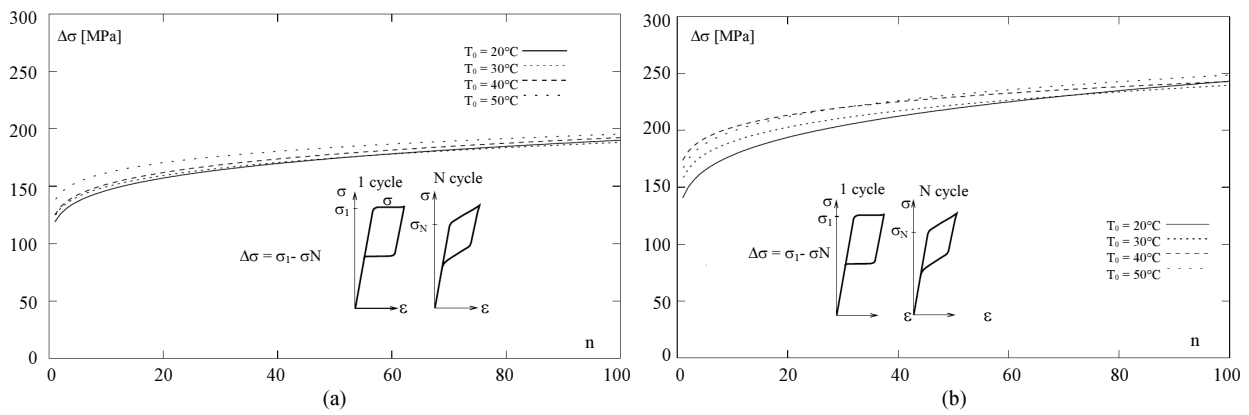 300
Δσ [MPa]
T₀ = 20°C
T₀ = 30°C
T₀ = 40°C
T₀ = 50°C
250
200
150
100
50
0
1 cycle
N cycle
σ
σ
σ
σ₁
σN
Δσ = σ₁- σN
ε
ε
n
0
20
40
60
80
100
(a)
300
Δσ [MPa]
250
200
150
100
50
0
1 cycle
N cycle
σ
σ
σ₁
σN
Δσ = σ₁- σN
T₀ = 20°C
T₀ = 30°C
T₀ = 40°C
T₀ = 50°C
ε
ε
n
0
20
40
60
80
100
(b)